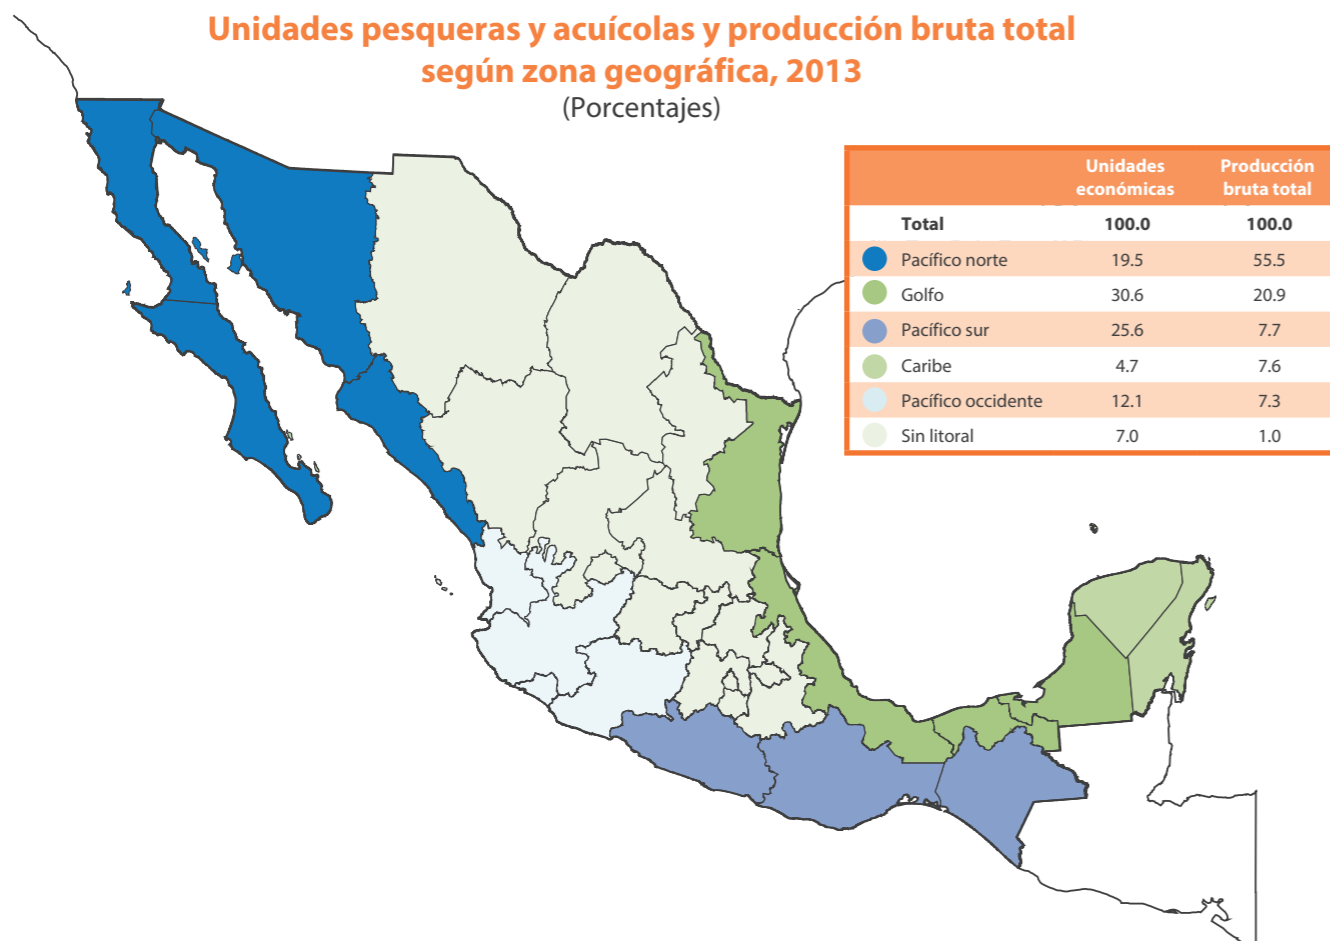 Unidades pesqueras y acuícolas y producción bruta total
según zona geográfica, 2013
(Porcentajes)
Unidades económicas Producción bruta total
Total 100.0 100.0
Pacífico norte 19.5 55.5
Golfo 30.6 20.9
Pacífico sur 25.6 7.7
Caribe 4.7 7.6
Pacífico occidente 12.1 7.3
Sin litoral 7.0 1.0